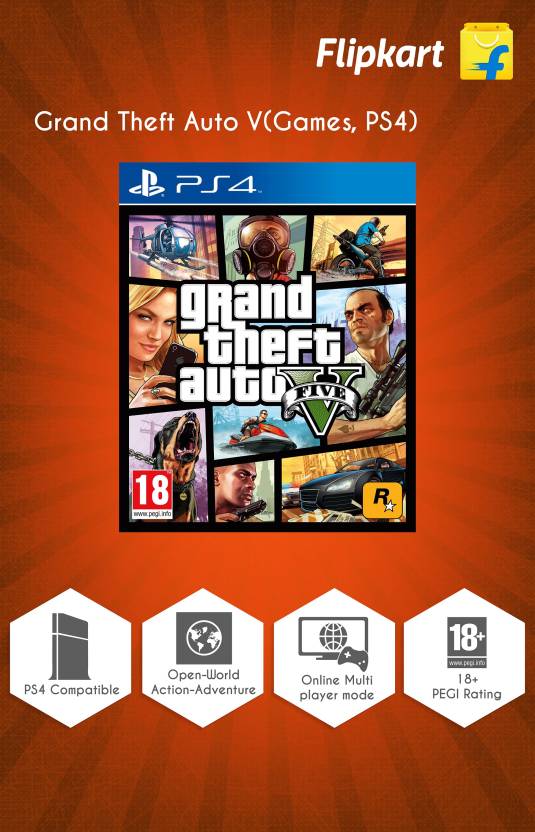 Flipkart
Grand Theft Auto V(Games, PS4)
PS4
grand
theft
auto
FIVE
V
18
www.pegi.info
R
PS4 Compatible
Open-World
Action-Adventure
Online Multi
player mode
18+
www.pegi.info
18+
PEGI Rating